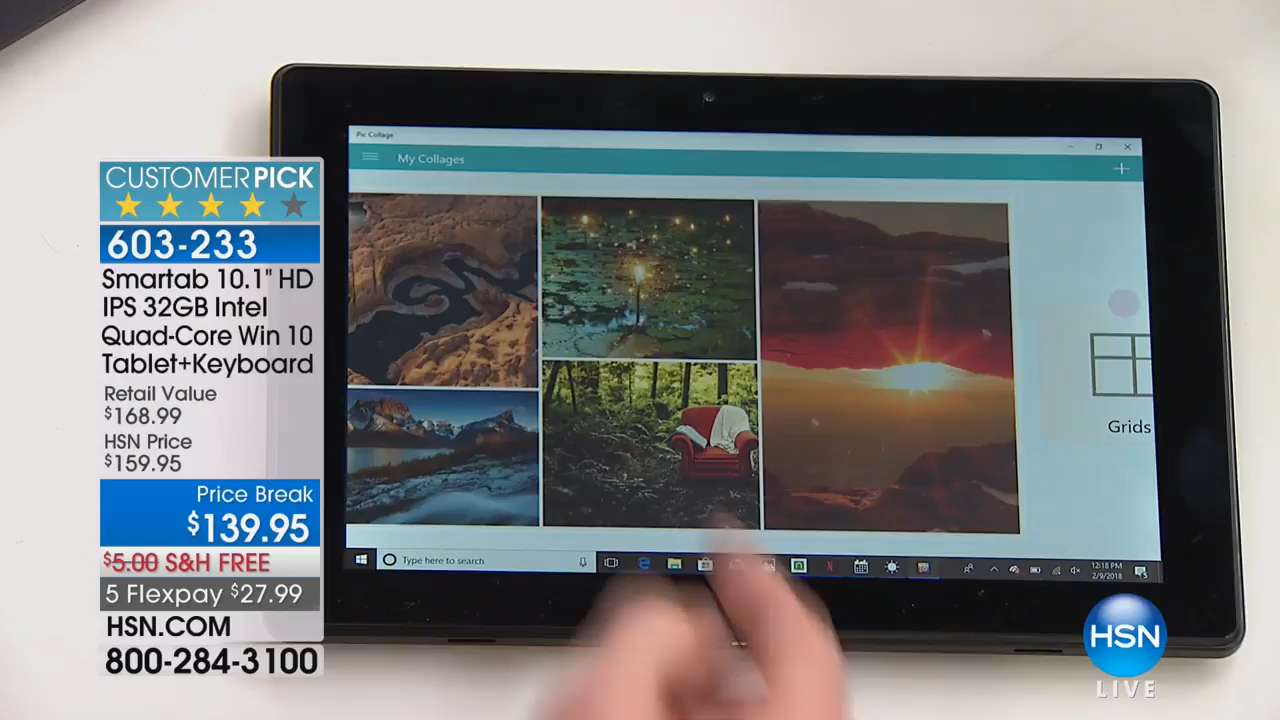 CUSTOMER PICK
603-233
Smartab 10.1" HD
IPS 32GB Intel
Quad-Core Win 10
Tablet+Keyboard
Retail Value
$168.99
HSN Price
$159.95
Price Break
$139.95
$5.00 S&H FREE
5 Flexpay $27.99
HSN.COM
800-284-3100
Pic Collage
My Collages
Grids
Type here to search
12:18 PM
2/9/2018
HSN
LIVE